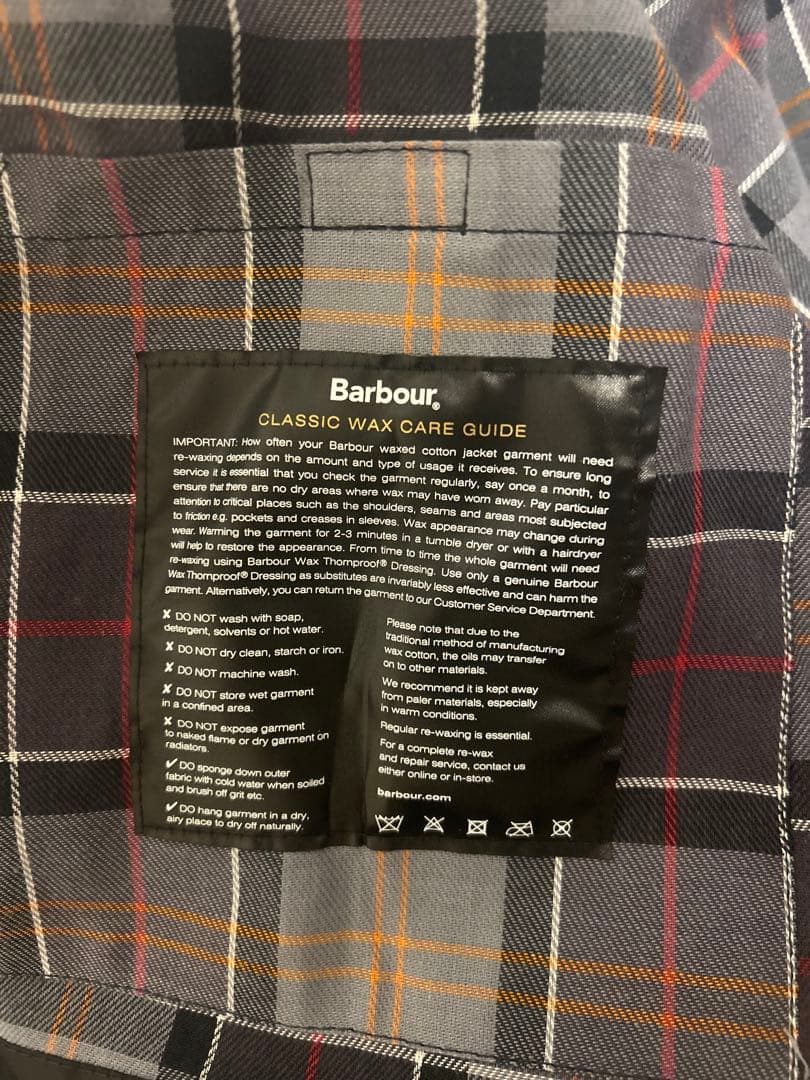 Barbour®
CLASSIC WAX CARE GUIDE
IMPORTANT: How often your Barbour waxed cotton jacket garment will need
re-waxing depends on the amount and type of usage it receives. To ensure long
service it is essential that you check the garment regularly, say once a month, to
ensure that there are no dry areas where wax may have worn away. Pay particular
attention to critical places such as the shoulders, seams and areas most subjected
to friction e.g. pockets and creases in sleeves. Wax appearance may change during
wear. Warming the garment for 2-3 minutes in a tumble dryer or with a hairdryer
will help to restore the appearance. From time to time the whole garment will need
re-waxing using Barbour Wax Thornproof® Dressing. Use only a genuine Barbour
Wax Thornproof® Dressing as substitutes are invariably less effective and can harm the
garment. Alternatively, you can return the garment to our Customer Service Department.
✘ DO NOT wash with soap,
detergent, solvents or hot water.
✘ DO NOT dry clean, starch or iron.
✘ DO NOT machine wash.
✘ DO NOT store wet garment
in a confined area.
✘ DO NOT expose garment
to naked flame or dry garment on
radiators.
✔ DO sponge down outer
fabric with cold water when soiled
and brush off grit etc.
✔ DO hang garment in a dry,
airy place to dry off naturally.
Please note that due to the
traditional method of manufacturing
wax cotton, the oils may transfer
on to other materials.
We recommend it is kept away
from paler materials, especially
in warm conditions.
Regular re-waxing is essential.
For a complete re-wax
and repair service, contact us
either online or in-store.
barbour.com